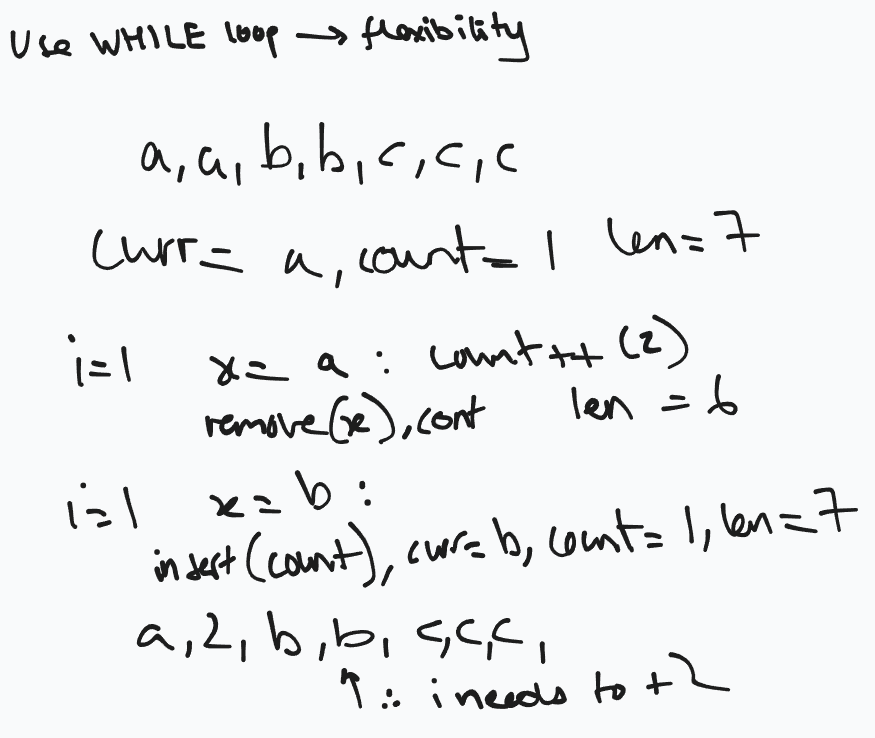 Use WHILE loop → flexibility
a, a, b, b, c, c, c
Curr = a, count = 1 len = 7
i=1 x = a : count++ (2)
remove(x), cont len = 6
i=1 x = b :
insert(count), curr = b, count = 1, len = 7
a, 2, b, b, c, c, c,
↑ ∴ i needs to +2